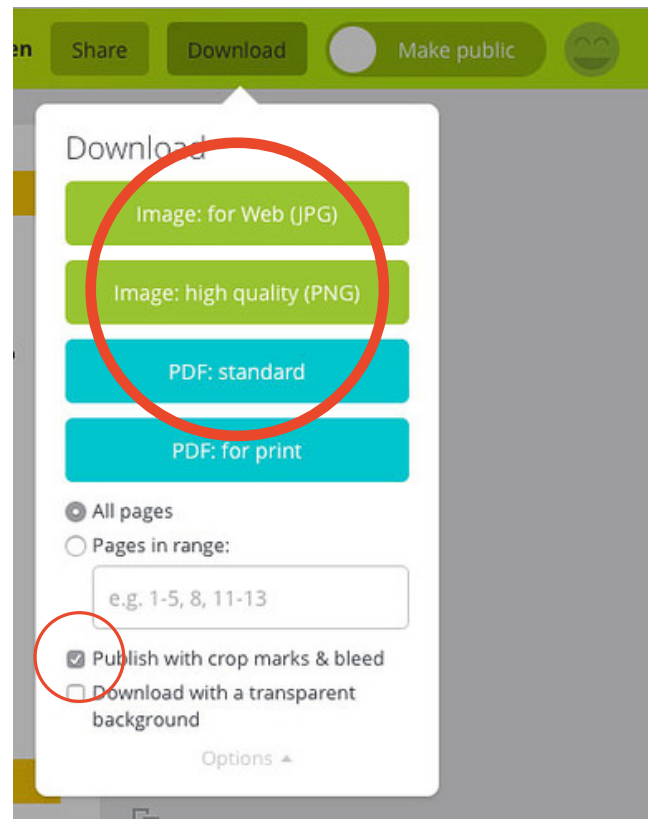 en Share Download Make public
Download
Image: for Web (JPG)
Image: high quality (PNG)
PDF: standard
PDF: for print
All pages
Pages in range:
e.g. 1-5, 8, 11-13
Publish with crop marks & bleed
Download with a transparent
background
Options